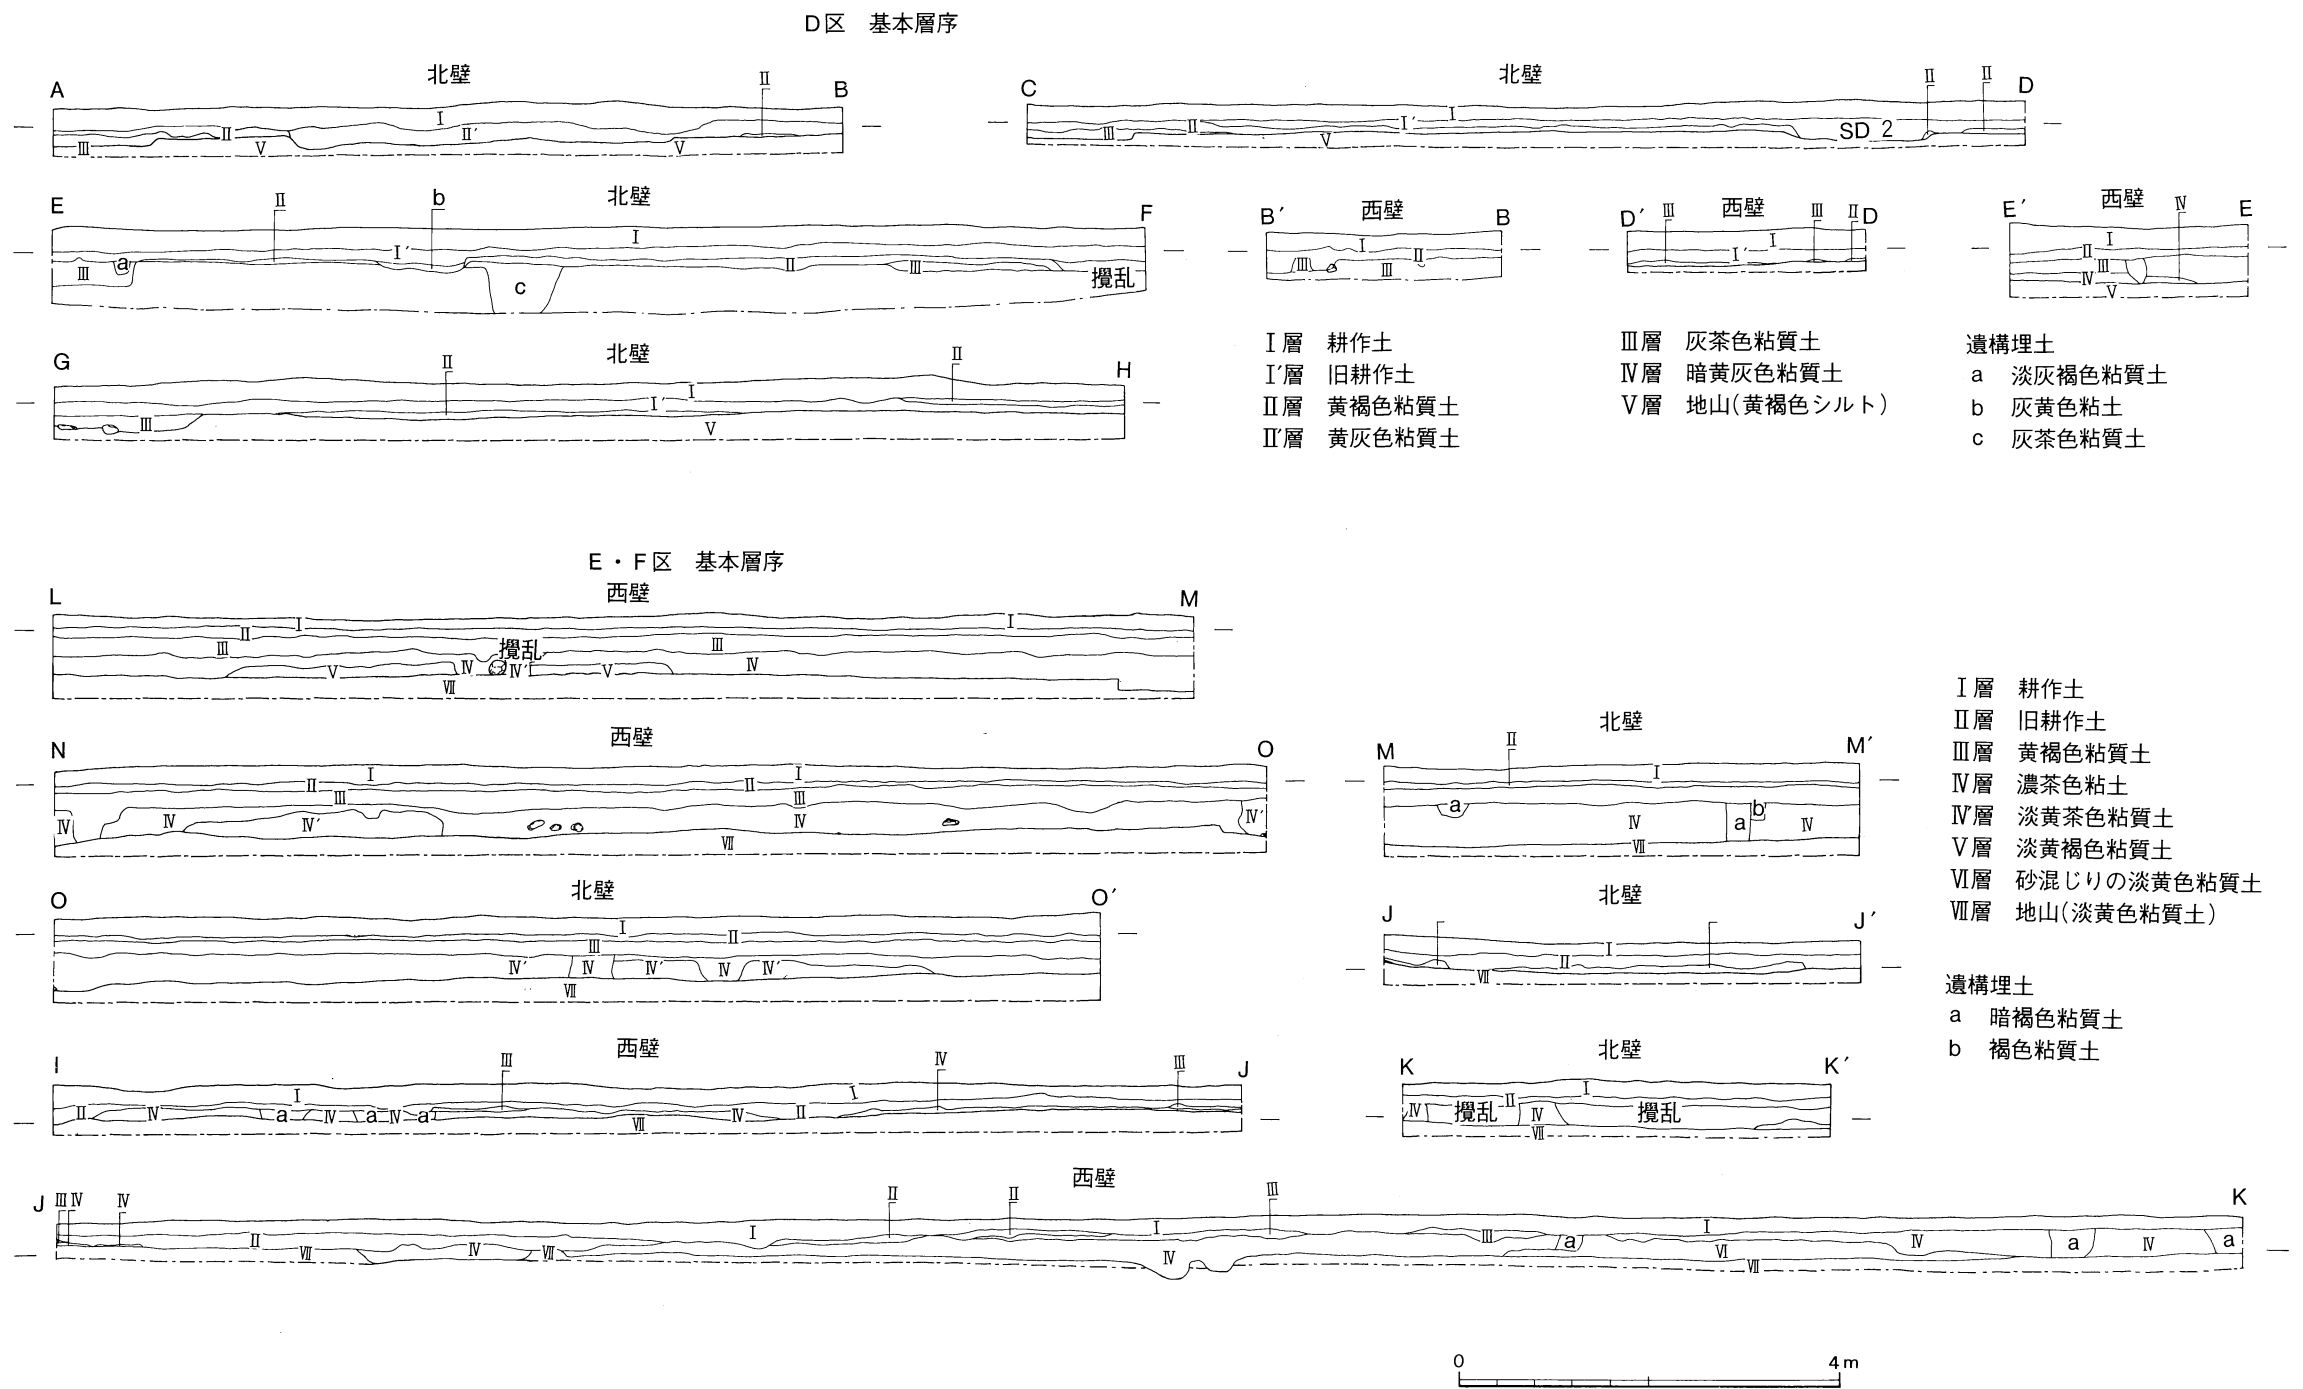 D区 基本層序
北壁
A
B
Ⅱ
Ⅰ
Ⅱ
Ⅱ′
Ⅲ
Ⅴ
Ⅴ
北壁
C
D
Ⅱ
Ⅱ
Ⅰ
Ⅰ′
Ⅱ
Ⅲ
Ⅴ
SD 2
北壁
E
F
Ⅱ
b
Ⅰ
Ⅰ′
a
Ⅲ
Ⅱ
Ⅲ
c
攪乱
西壁
B′
B
Ⅰ
Ⅱ
Ⅲ
Ⅲ
西壁
D′
Ⅲ
Ⅲ
Ⅱ
D
Ⅰ
Ⅰ′
西壁
E′
Ⅳ
E
Ⅰ
Ⅱ
Ⅲ
Ⅳ
Ⅴ
北壁
G
H
Ⅱ
Ⅱ
Ⅰ
Ⅰ′
Ⅲ
Ⅴ
Ⅰ層 耕作土
Ⅰ′層 旧耕作土
Ⅱ層 黄褐色粘質土
Ⅱ′層 黄灰色粘質土
Ⅲ層 灰茶色粘質土
Ⅳ層 暗黄灰色粘質土
Ⅴ層 地山(黄褐色シルト)
遺構埋土
a 淡灰褐色粘質土
b 灰黄色粘土
c 灰茶色粘質土
E・F区 基本層序
西壁
L
M
Ⅰ
Ⅰ
Ⅱ
Ⅲ
攪乱
Ⅲ
Ⅴ
Ⅳ
Ⅳ′
Ⅴ
Ⅳ
Ⅶ
西壁
N
O
Ⅰ
Ⅰ
Ⅱ
Ⅱ
Ⅲ
Ⅲ
Ⅳ
Ⅳ
Ⅳ′
Ⅳ
Ⅳ′
Ⅶ
北壁
M
M′
Ⅱ
Ⅰ
a
Ⅳ
a
b
Ⅳ
Ⅶ
北壁
O
O′
Ⅰ
Ⅱ
Ⅲ
Ⅳ′
Ⅳ
Ⅳ′
Ⅳ
Ⅳ′
Ⅶ
北壁
J
J′
Ⅰ
Ⅱ
Ⅶ
西壁
I
J
Ⅲ
Ⅳ
Ⅲ
Ⅰ
Ⅰ
Ⅱ
Ⅳ
a
Ⅳ
a
Ⅳ
a
Ⅶ
Ⅳ
Ⅱ
北壁
K
K′
Ⅰ
Ⅱ
Ⅳ
攪乱
Ⅳ
攪乱
Ⅶ
西壁
J
Ⅲ
Ⅳ
Ⅳ
Ⅱ
Ⅱ
Ⅲ
K
Ⅰ
Ⅰ
Ⅰ
Ⅱ
Ⅶ
Ⅳ
Ⅶ
Ⅳ
Ⅲ
a
Ⅵ
Ⅶ
Ⅳ
a
Ⅳ
a
Ⅰ層 耕作土
Ⅱ層 旧耕作土
Ⅲ層 黄褐色粘質土
Ⅳ層 濃茶色粘土
Ⅳ′層 淡黄茶色粘質土
Ⅴ層 淡黄褐色粘質土
Ⅵ層 砂混じりの淡黄色粘質土
Ⅶ層 地山(淡黄色粘質土)
遺構埋土
a 暗褐色粘質土
b 褐色粘質土
0
4m